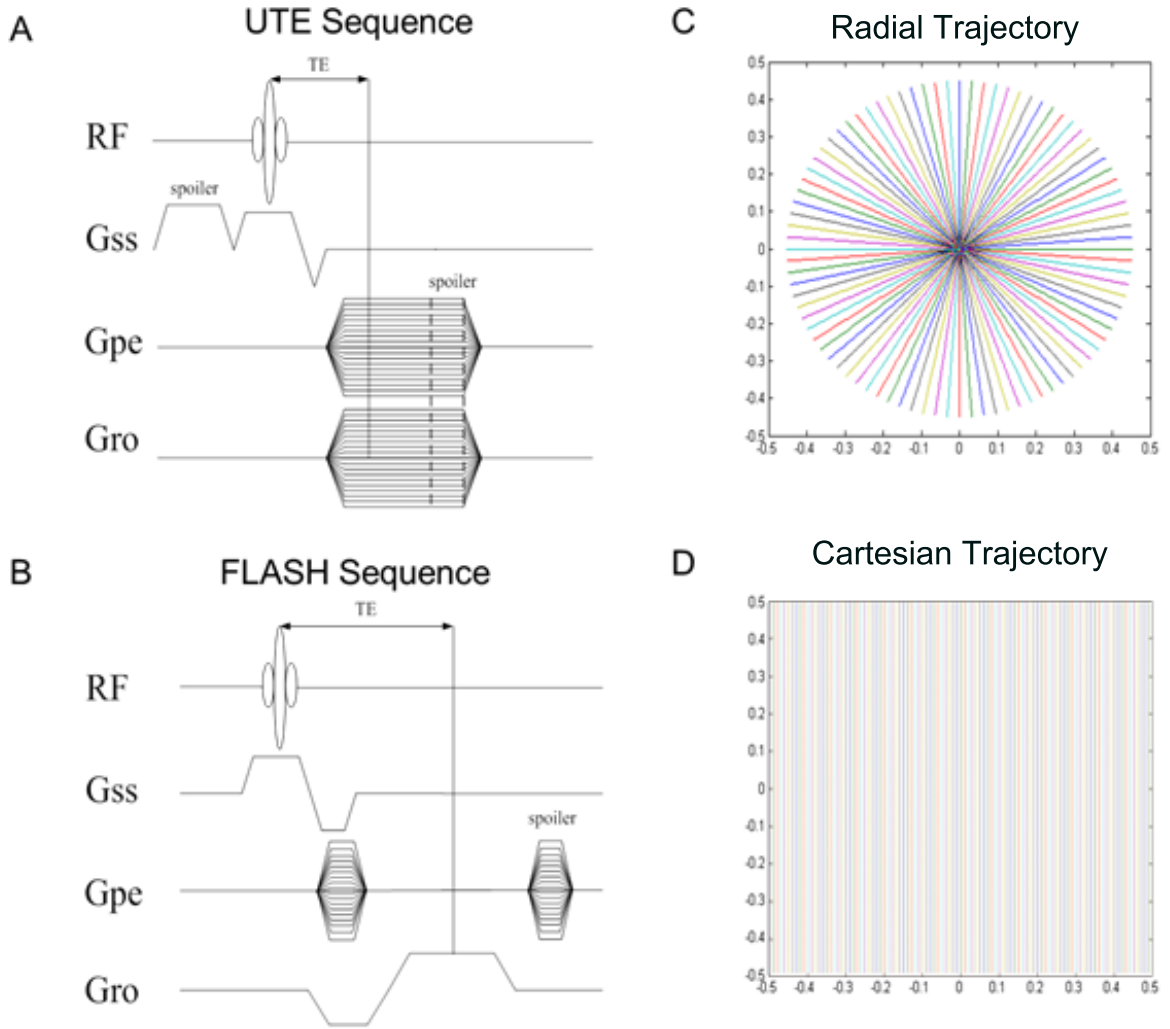 A
UTE Sequence
TE
RF
spoiler
Gss
spoiler
Gpe
Gro
B
FLASH Sequence
TE
RF
Gss
spoiler
Gpe
Gro
C
Radial Trajectory
0.5
0.4
0.3
0.2
0.1
0
-0.1
-0.2
-0.3
-0.4
-0.5
-0.5 -0.4 -0.3 -0.2 -0.1 0 0.1 0.2 0.3 0.4 0.5
D
Cartesian Trajectory
0.5
0.4
0.3
0.2
0.1
0
-0.1
-0.2
-0.3
-0.4
-0.5
-0.5 -0.4 -0.3 -0.2 -0.1 0 0.1 0.2 0.3 0.4 0.5